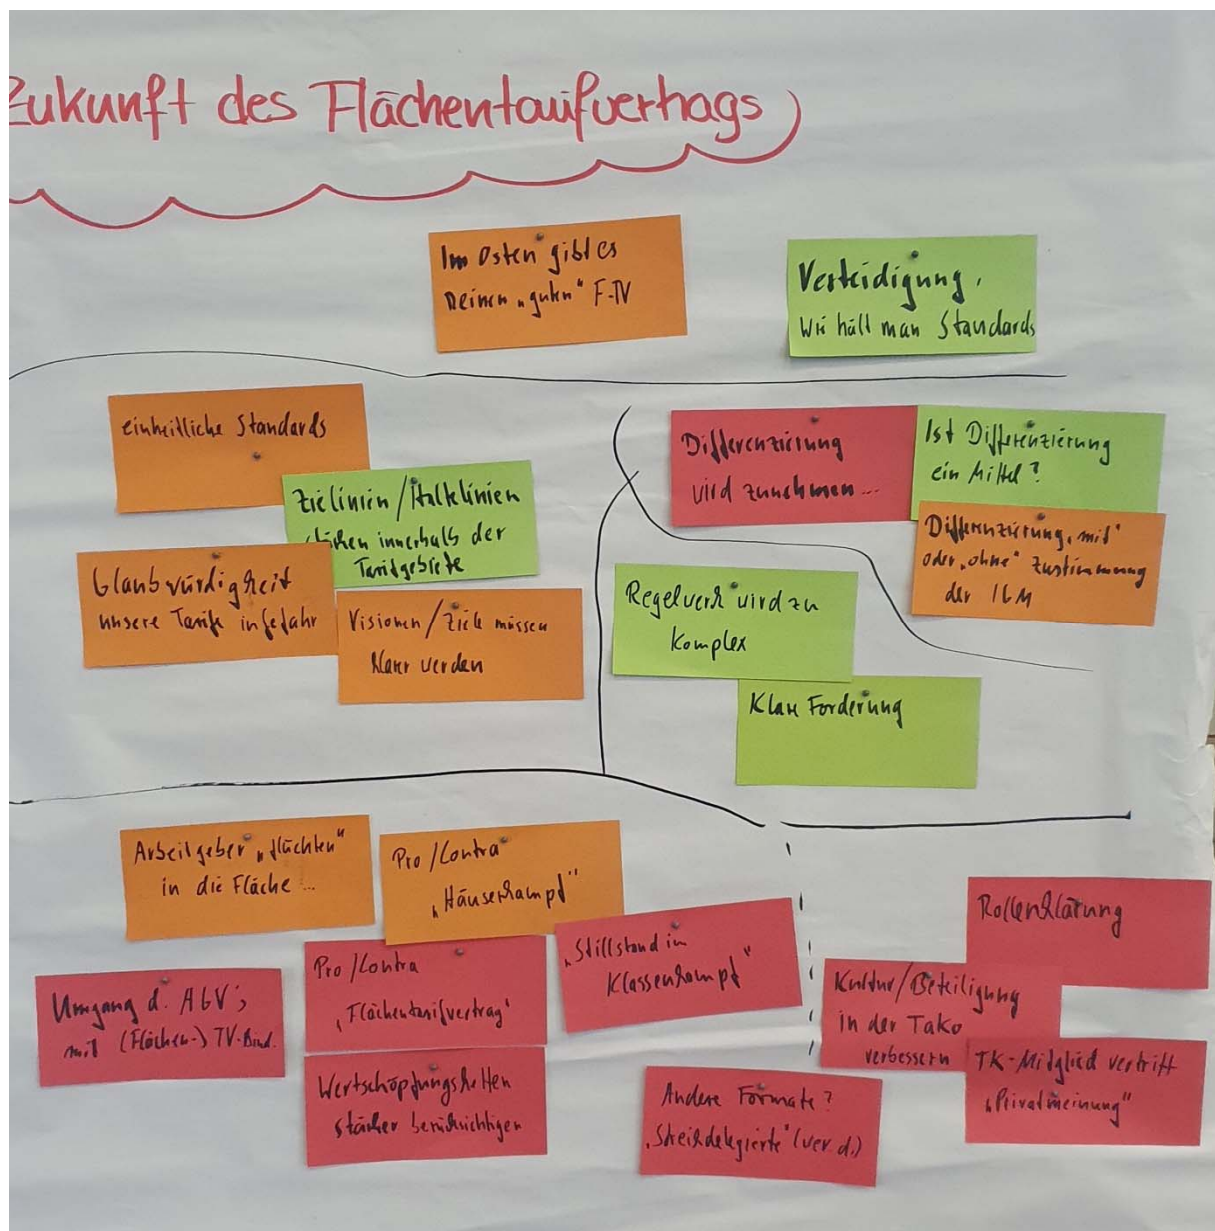 Zukunft des Flächentarifvertrags
Im Osten gibt es
keinen „guten" F-TV
Verteidigung,
Wie hält man Standards
einheitliche Standards
Ziellinien/Haltelinien
stärken innerhalb der
Tarifgebiete
Glaubwürdigkeit
unsere Tarife in Gefahr
Visionen/Ziele müssen
klarer werden
Differenzierung
wird zunehmen...
Ist Differenzierung
ein Mittel?
Differenzierung „mit"
oder „ohne" Zustimmung
der IGM
Regelwerk wird zu
komplex
Klare Forderung
Arbeitgeber „flüchten"
in die Fläche...
Pro/Contra
„Häuserkampf"
Umgang d. AGV's
mit (Flächen-) TV-Bind.
Pro/Contra
„Flächentarifvertrag"
„Stillstand im
Klassenkampf"
Wertschöpfungsketten
stärker berücksichtigen
Andere Formate?
„Streikdelegierte" (ver.di)
Rollenklärung
Kultur/Beteiligung
in der Tako
verbessern
TK-Mitglied vertritt
„Privatmeinung"